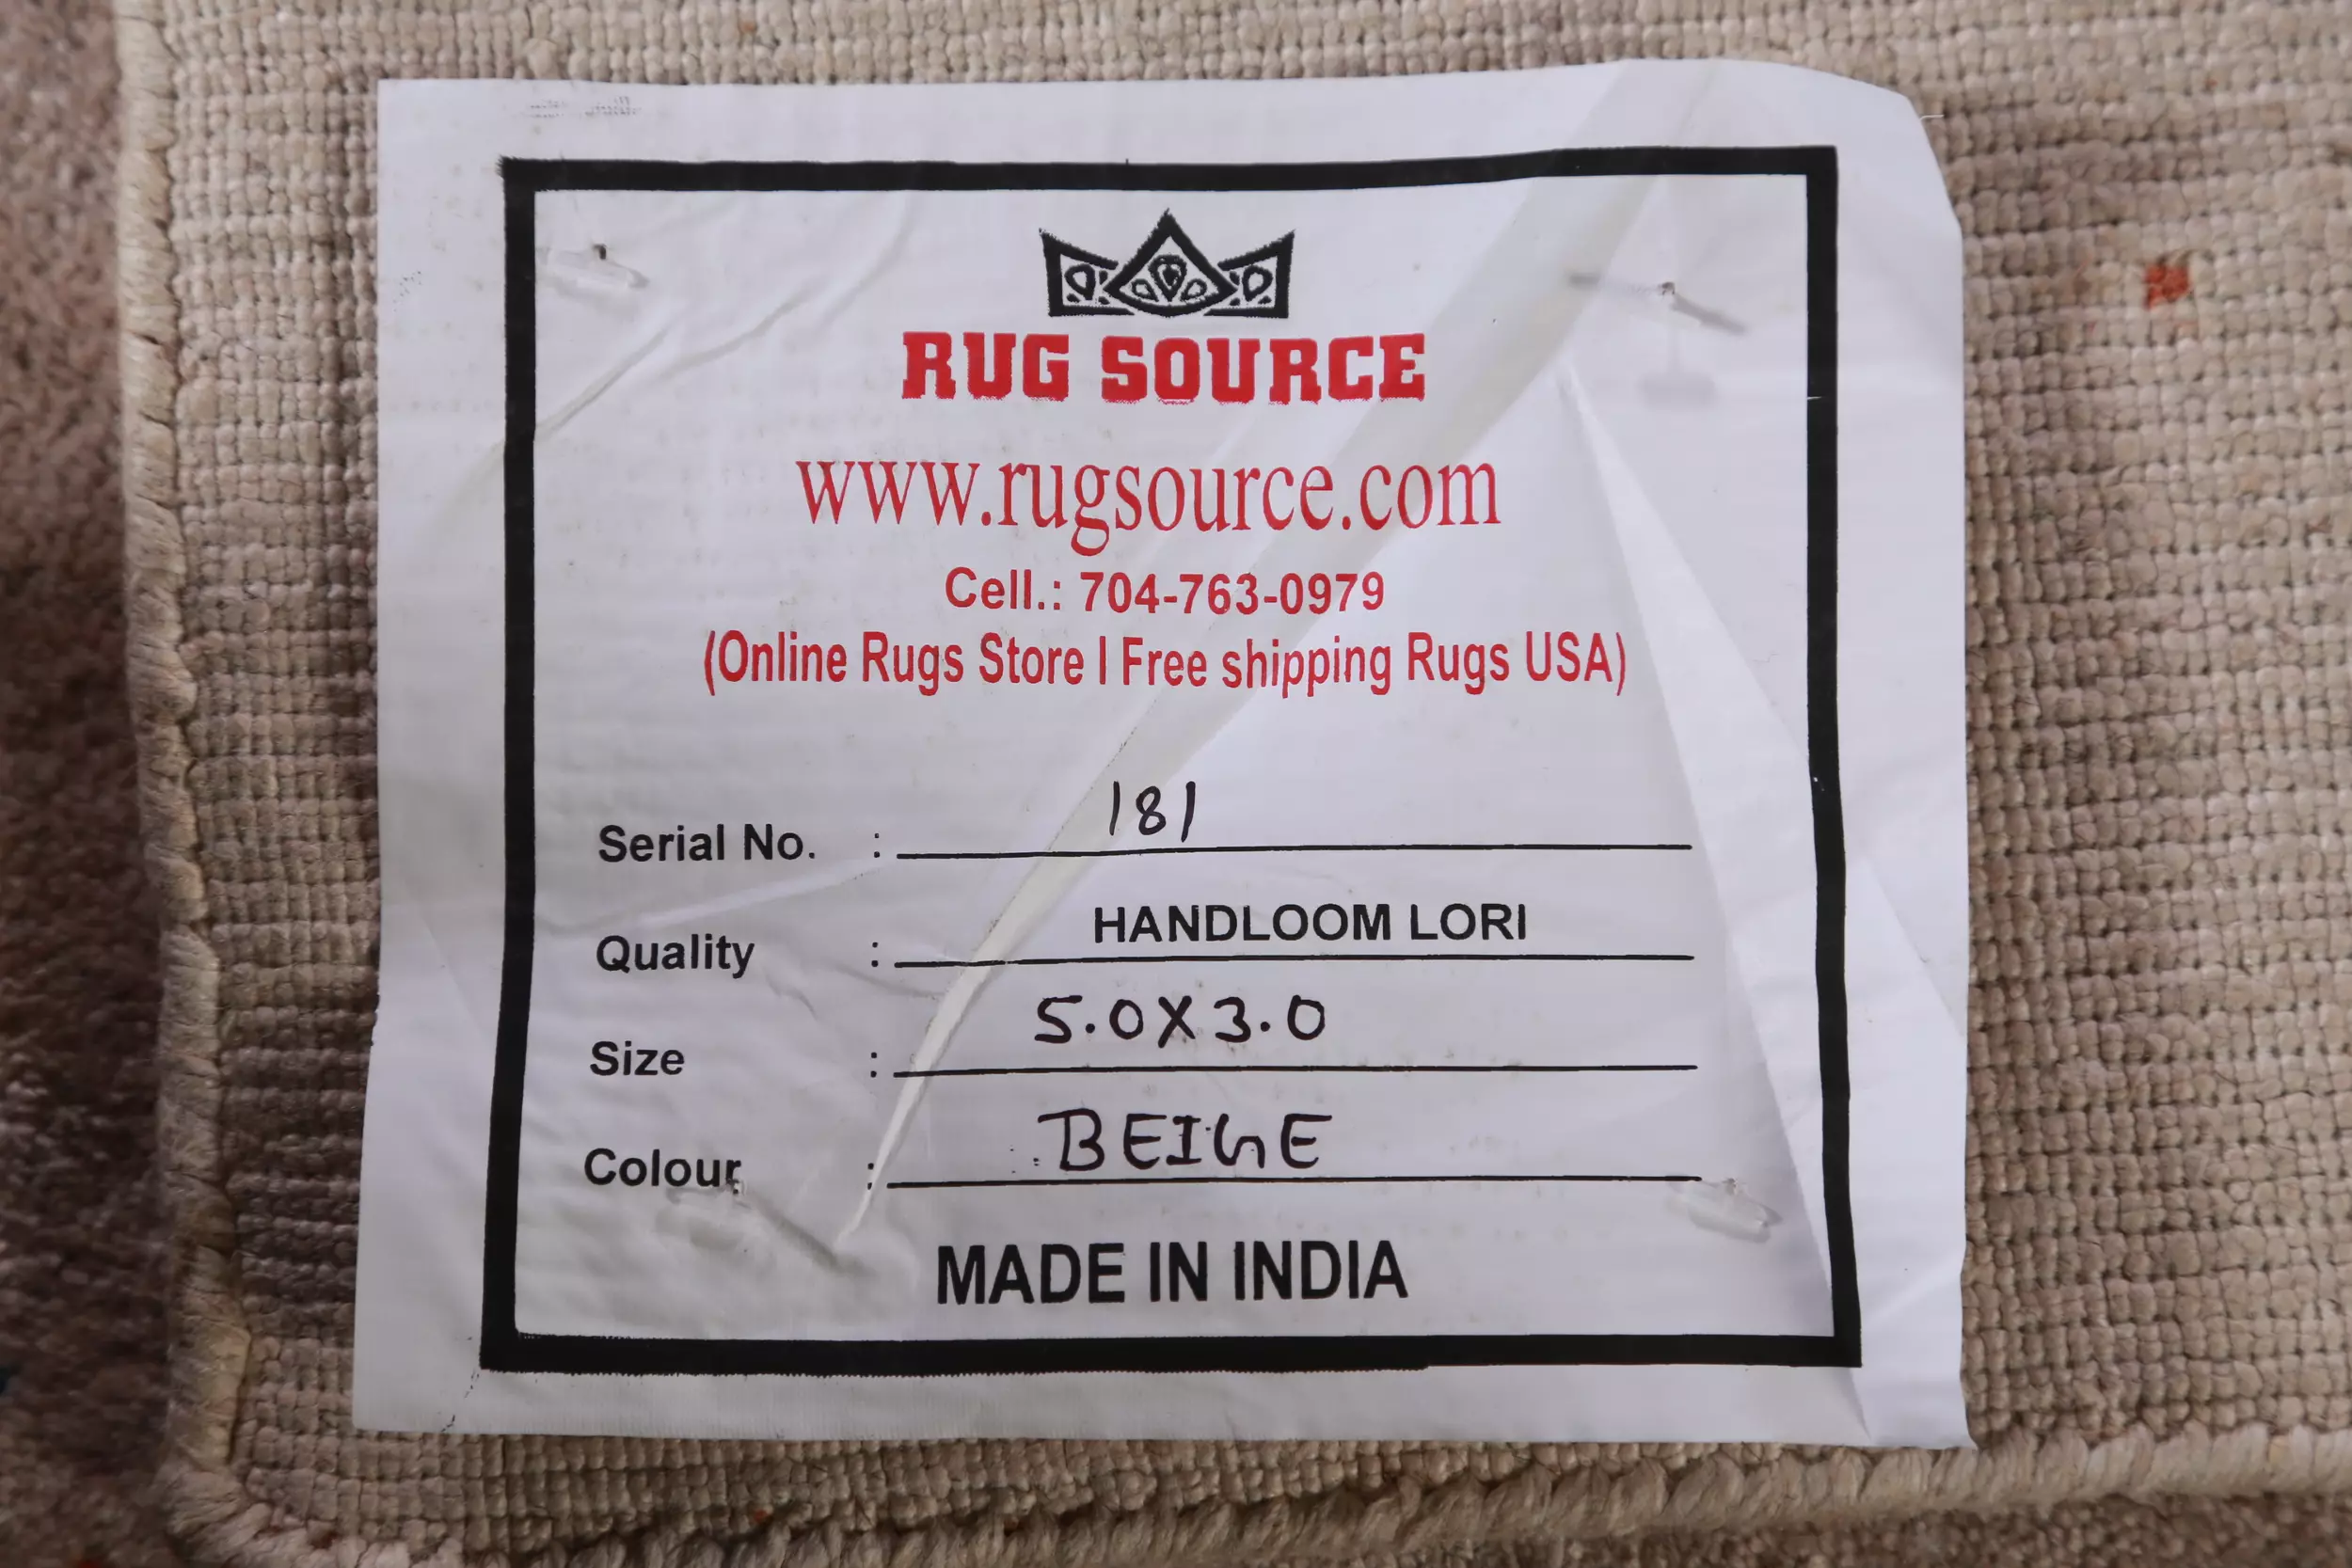 RUG SOURCE
www.rugsource.com
Cell.: 704-763-0979
(Online Rugs Store I Free shipping Rugs USA)
Serial No. : 181
Quality : HANDLOOM LORI
Size : 5.0X3.0
Colour : BEIGE
MADE IN INDIA